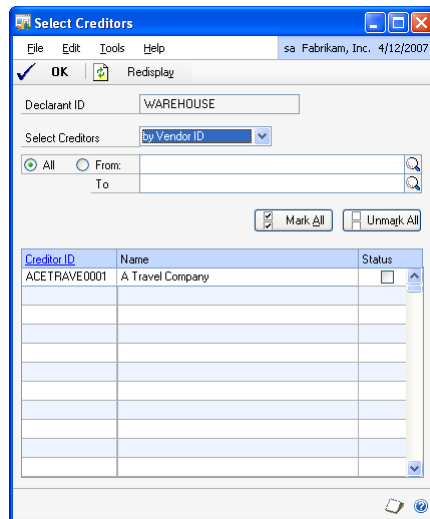 Select Creditors
File Edit Tools Help sa Fabrikam, Inc. 4/12/2007
OK Redisplay
Declarant ID WAREHOUSE
Select Creditors by Vendor ID
All From:
To
Mark All Unmark All
Creditor ID Name Status
ACETRAVE0001 A Travel Company